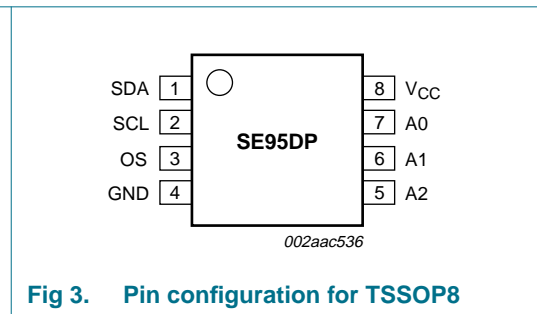 SDA 1 8 VCC
SCL 2 SE95DP 7 A0
OS 3 6 A1
GND 4 5 A2
002aac536
Fig 3. Pin configuration for TSSOP8